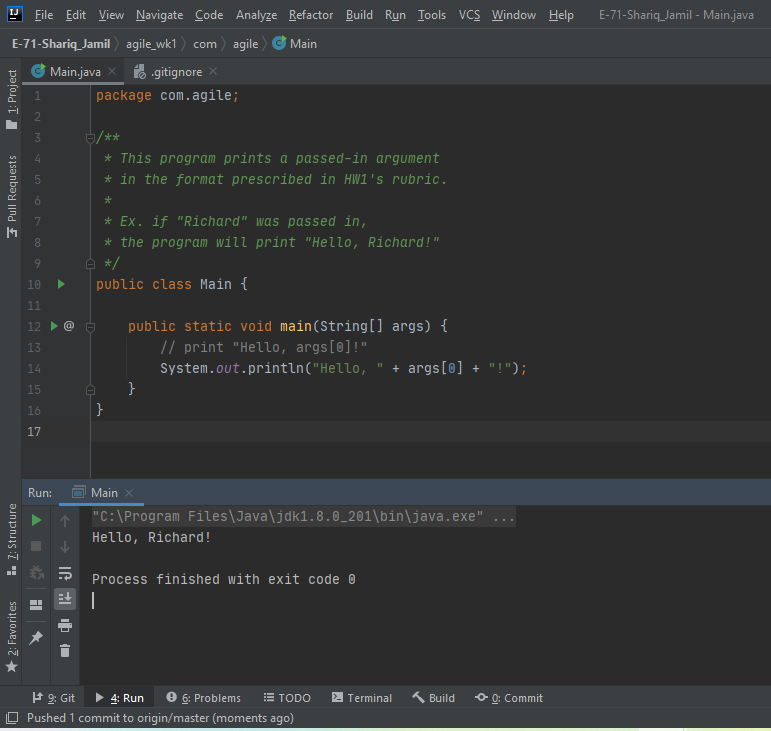 IJ File Edit View Navigate Code Analyze Refactor Build Run Tools VCS Window Help E-71-Shariq_Jamil - Main.java
E-71-Shariq_Jamil agile_wk1 com agile C Main
1: Project
Pull Requests
7: Structure
2: Favorites
C Main.java .gitignore
1 package com.agile;
2
3 /**
4 * This program prints a passed-in argument
5 * in the format prescribed in HW1's rubric.
6 *
7 * Ex. if "Richard" was passed in,
8 * the program will print "Hello, Richard!"
9 */
10 public class Main {
11
12 @ public static void main(String[] args) {
13 // print "Hello, args[0]!"
14 System.out.println("Hello, " + args[0] + "!");
15 }
16 }
17
Run: Main
"C:\Program Files\Java\jdk1.8.0_201\bin\java.exe" ...
Hello, Richard!
Process finished with exit code 0
9: Git 4: Run 6: Problems TODO Terminal Build 0: Commit
Pushed 1 commit to origin/master (moments ago)